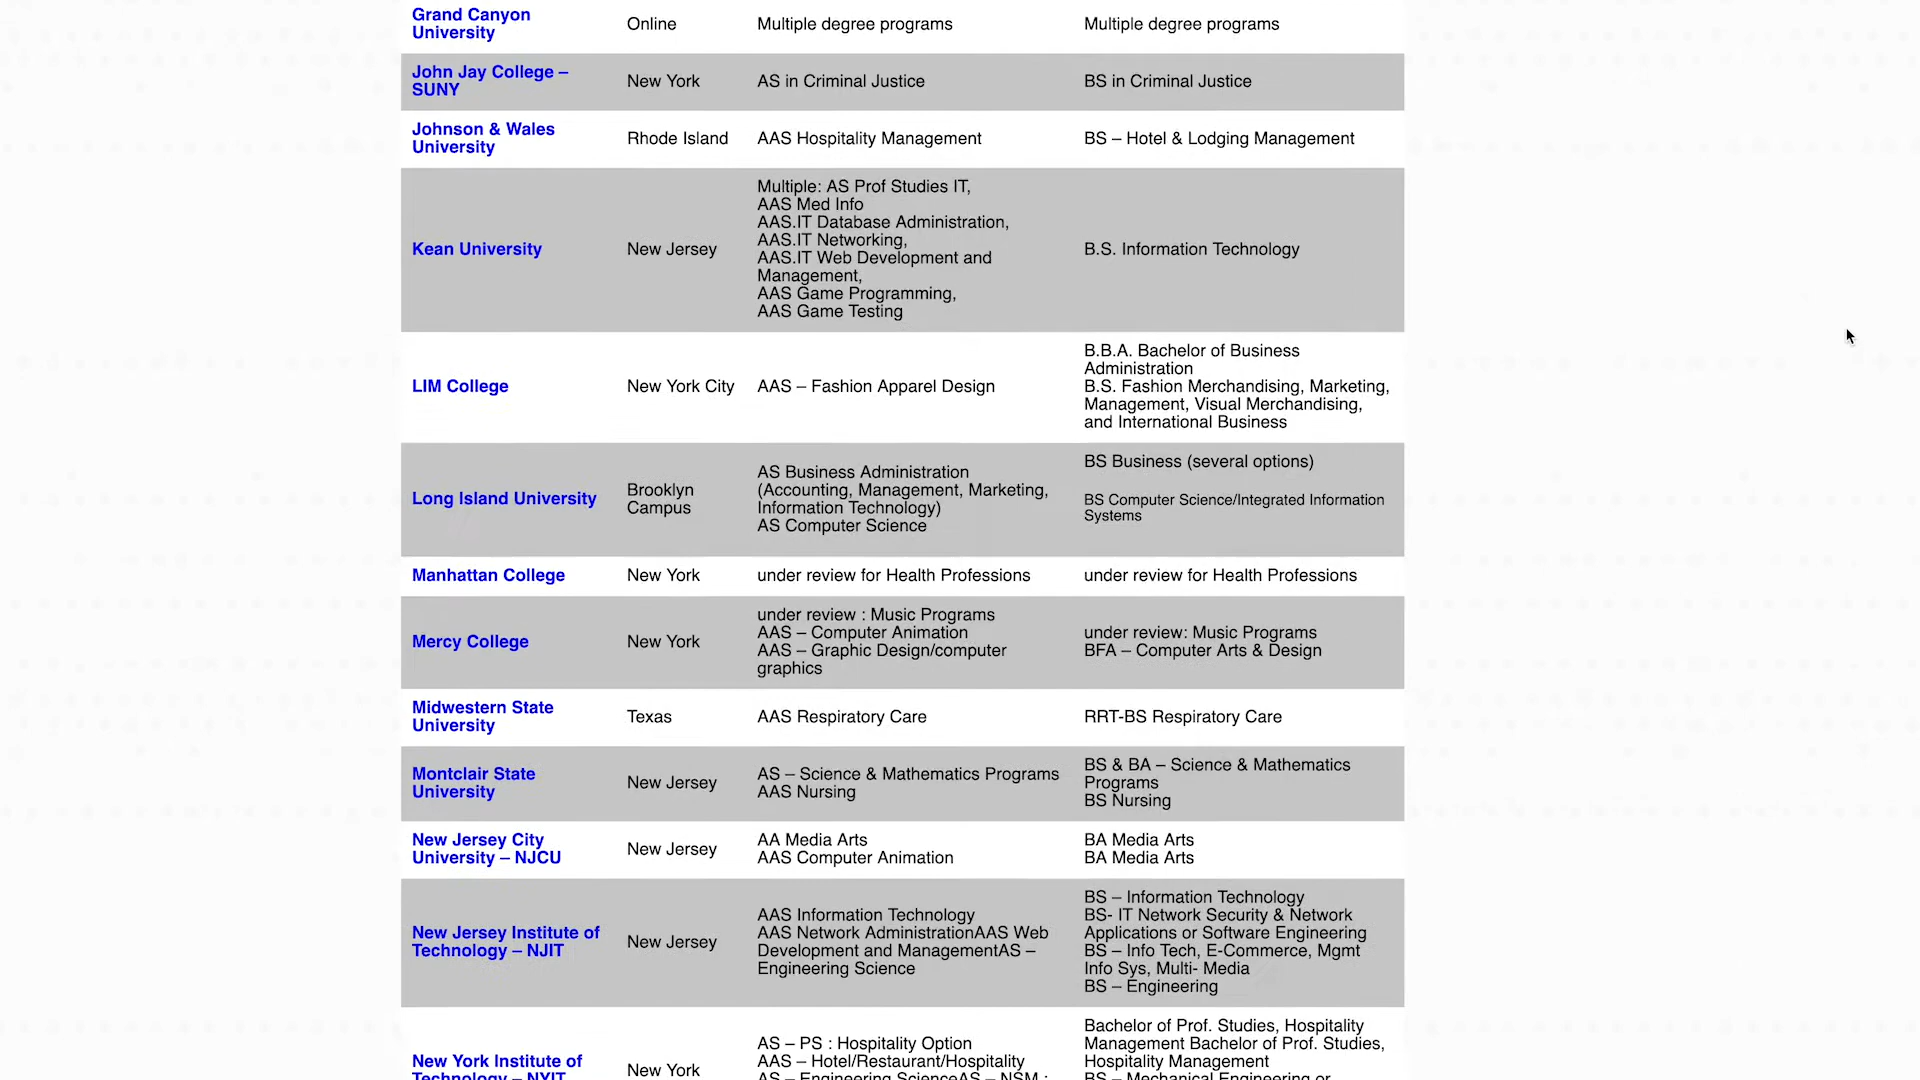 Grand Canyon
University
Online
Multiple degree programs
Multiple degree programs
John Jay College –
SUNY
New York
AS in Criminal Justice
BS in Criminal Justice
Johnson & Wales
University
Rhode Island
AAS Hospitality Management
BS – Hotel & Lodging Management
Kean University
New Jersey
Multiple: AS Prof Studies IT,
AAS Med Info
AAS.IT Database Administration,
AAS.IT Networking,
AAS.IT Web Development and
Management,
AAS Game Programming,
AAS Game Testing
B.S. Information Technology
LIM College
New York City
AAS – Fashion Apparel Design
B.B.A. Bachelor of Business
Administration
B.S. Fashion Merchandising, Marketing,
Management, Visual Merchandising,
and International Business
Long Island University
Brooklyn
Campus
AS Business Administration
(Accounting, Management, Marketing,
Information Technology)
AS Computer Science
BS Business (several options)
BS Computer Science/Integrated Information
Systems
Manhattan College
New York
under review for Health Professions
under review for Health Professions
Mercy College
New York
under review : Music Programs
AAS – Computer Animation
AAS – Graphic Design/computer
graphics
under review: Music Programs
BFA – Computer Arts & Design
Midwestern State
University
Texas
AAS Respiratory Care
RRT-BS Respiratory Care
Montclair State
University
New Jersey
AS – Science & Mathematics Programs
AAS Nursing
BS & BA – Science & Mathematics
Programs
BS Nursing
New Jersey City
University – NJCU
New Jersey
AA Media Arts
AAS Computer Animation
BA Media Arts
BA Media Arts
New Jersey Institute of
Technology – NJIT
New Jersey
AAS Information Technology
AAS Network AdministrationAAS Web
Development and ManagementAS –
Engineering Science
BS – Information Technology
BS- IT Network Security & Network
Applications or Software Engineering
BS – Info Tech, E-Commerce, Mgmt
Info Sys, Multi- Media
BS – Engineering
New York Institute of
Technology – NYIT
New York
AS – PS : Hospitality Option
AAS – Hotel/Restaurant/Hospitality
AS – Engineering ScienceAS – NSM :
Bachelor of Prof. Studies, Hospitality
Management Bachelor of Prof. Studies,
Hospitality Management
BS – Mechanical Engineering or